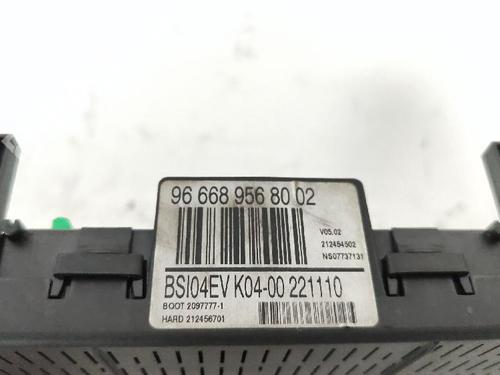 96 668 956 80 02
V05.02
212454502
NS07737131
BSI04EV K04-00 221110
BOOT 2097777-1
HARD 212456701